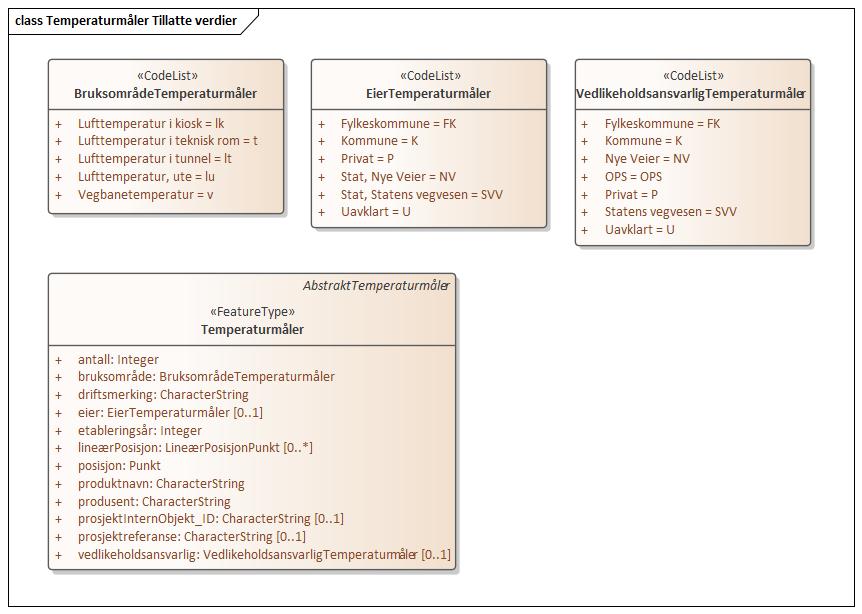 class Temperaturmåler Tillatte verdier
«CodeList»
BruksområdeTemperaturmåler
+ Lufttemperatur i kiosk = lk
+ Lufttemperatur i teknisk rom = t
+ Lufttemperatur i tunnel = lt
+ Lufttemperatur, ute = lu
+ Vegbanetemperatur = v
«CodeList»
EierTemperaturmåler
+ Fylkeskommune = FK
+ Kommune = K
+ Privat = P
+ Stat, Nye Veier = NV
+ Stat, Statens vegvesen = SVV
+ Uavklart = U
«CodeList»
VedlikeholdsansvarligTemperaturmåler
+ Fylkeskommune = FK
+ Kommune = K
+ Nye Veier = NV
+ OPS = OPS
+ Privat = P
+ Statens vegvesen = SVV
+ Uavklart = U
AbstraktTemperaturmåler
«FeatureType»
Temperaturmåler
+ antall: Integer
+ bruksområde: BruksområdeTemperaturmåler
+ driftsmerking: CharacterString
+ eier: EierTemperaturmåler [0..1]
+ etableringsår: Integer
+ lineærPosisjon: LineærPosisjonPunkt [0..*]
+ posisjon: Punkt
+ produktnavn: CharacterString
+ produsent: CharacterString
+ prosjektInternObjekt_ID: CharacterString [0..1]
+ prosjektreferanse: CharacterString [0..1]
+ vedlikeholdsansvarlig: VedlikeholdsansvarligTemperaturmåler [0..1]